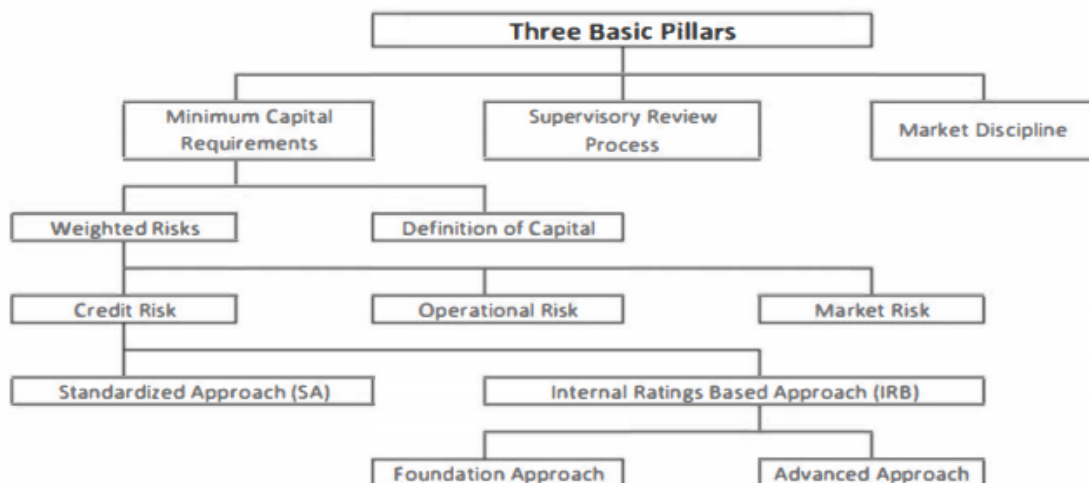 Three Basic Pillars
Minimum Capital
Requirements
Supervisory Review
Process
Market Discipline
Weighted Risks
Definition of Capital
Credit Risk
Operational Risk
Market Risk
Standardized Approach (SA)
Internal Ratings Based Approach (IRB)
Foundation Approach
Advanced Approach